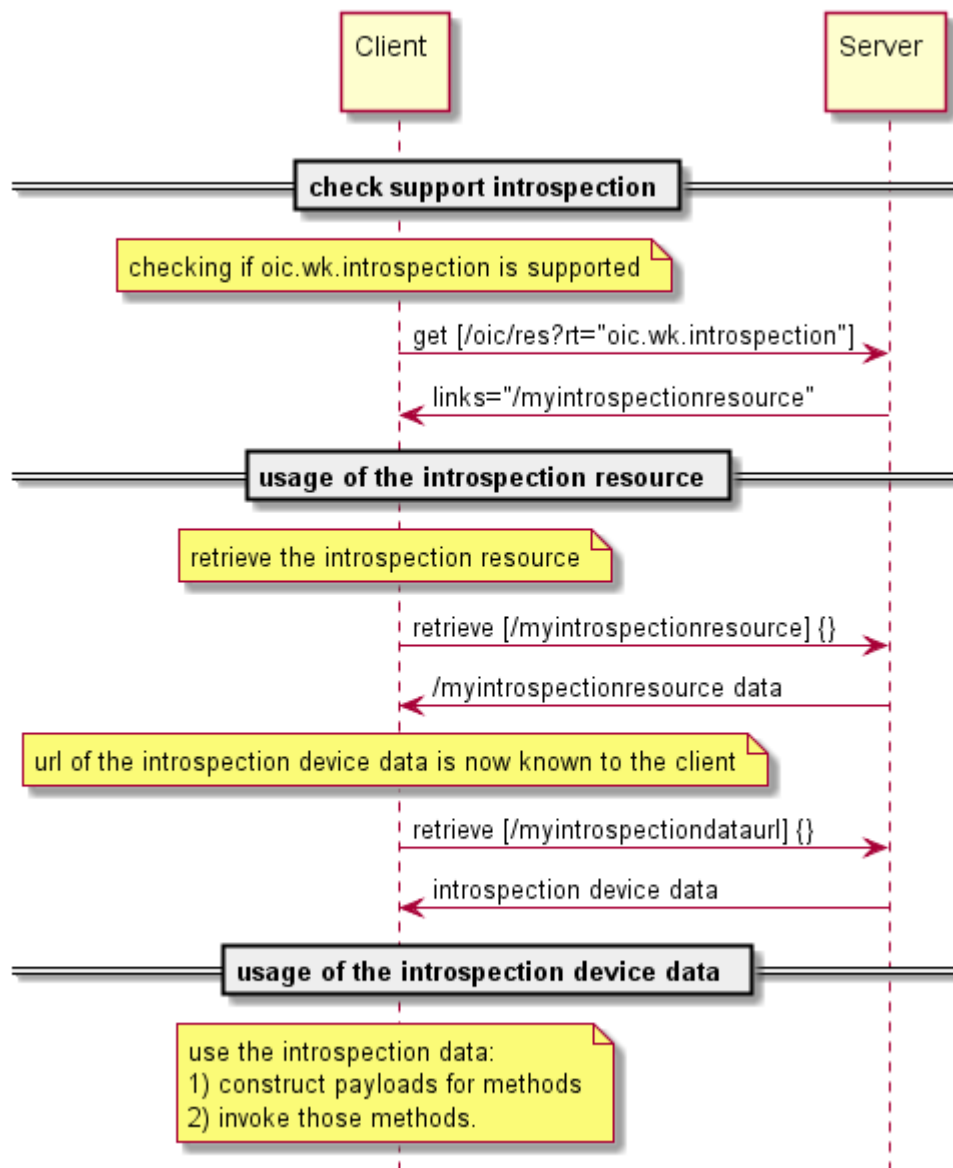 Client
Server
check support introspection
checking if oic.wk.introspection is supported
get [/oic/res?rt="oic.wk.introspection"]
links="/myintrospectionresource"
usage of the introspection resource
retrieve the introspection resource
retrieve [/myintrospectionresource] {}
/myintrospectionresource data
url of the introspection device data is now known to the client
retrieve [/myintrospectiondataurl] {}
introspection device data
usage of the introspection device data
use the introspection data:
1) construct payloads for methods
2) invoke those methods.